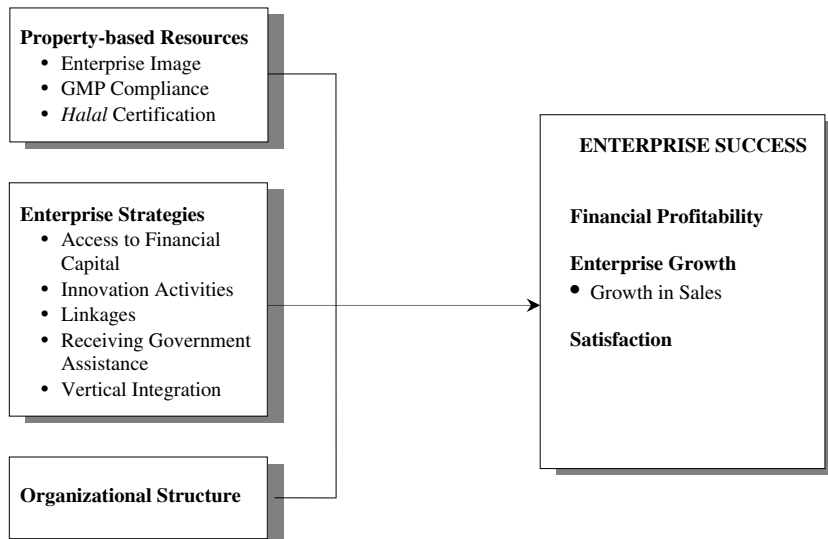 Property-based Resources
• Enterprise Image
• GMP Compliance
• Halal Certification
Enterprise Strategies
• Access to Financial
Capital
• Innovation Activities
• Linkages
• Receiving Government
Assistance
• Vertical Integration
Organizational Structure
ENTERPRISE SUCCESS
Financial Profitability
Enterprise Growth
• Growth in Sales
Satisfaction